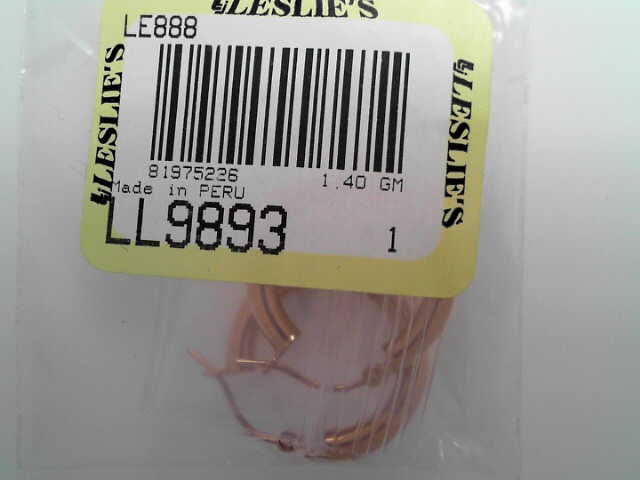 LESLIE'S
LE888
LESLIE'S
LESLIE'S
81975226 1.40 GM
Made in PERU
LL9893 1